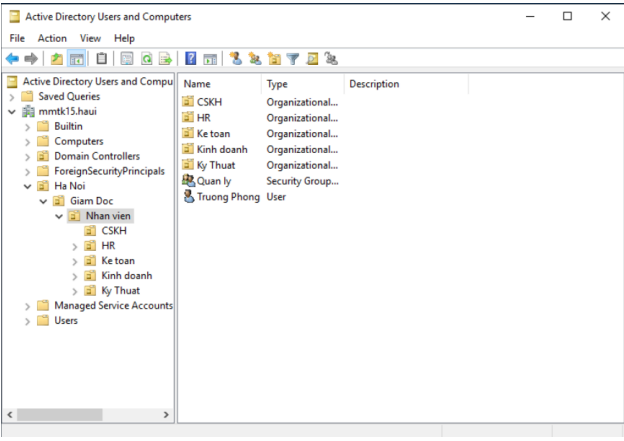 Active Directory Users and Computers
File Action View Help
Active Directory Users and Compu
Saved Queries
mmtk15.haui
Builtin
Computers
Domain Controllers
ForeignSecurityPrincipals
Ha Noi
Giam Doc
Nhan vien
CSKH
HR
Ke toan
Kinh doanh
Ky Thuat
Managed Service Accounts
Users
Name Type Description
CSKH Organizational...
HR Organizational...
Ke toan Organizational...
Kinh doanh Organizational...
Ky Thuat Organizational...
Quan ly Security Group...
Truong Phong User